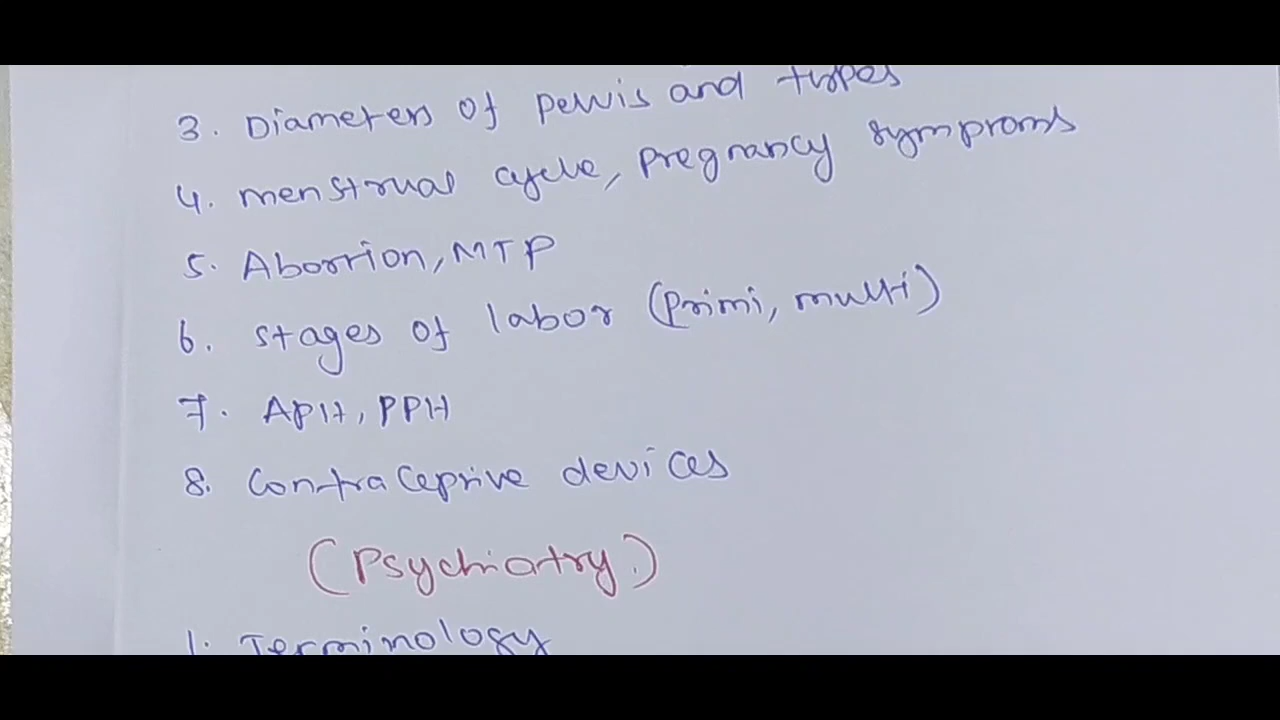 3. Diameters of pelvis and types
4. menstrual cycle, pregnancy symptoms
5. Abortion, MTP
6. stages of labor (Primi, multi)
7. APH, PPH
8. Contraceptive devices
(Psychiatry.)
1. Terminology